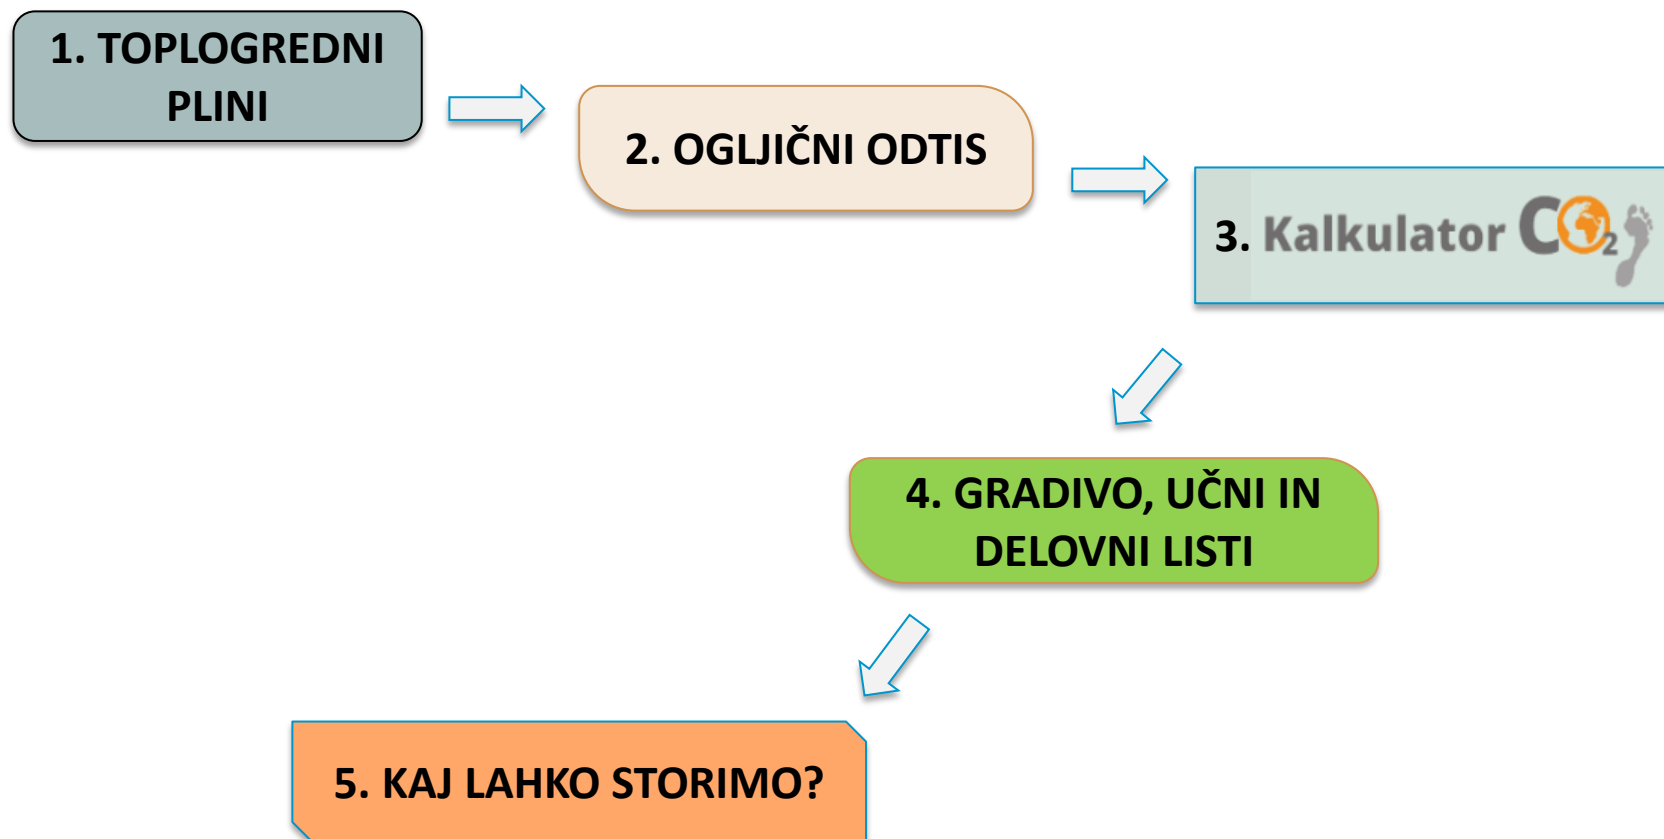 1. TOPLOGREDNI
PLINI
2. OGLJIČNI ODTIS
3. Kalkulator CO2
4. GRADIVO, UČNI IN
DELOVNI LISTI
5. KAJ LAHKO STORIMO?